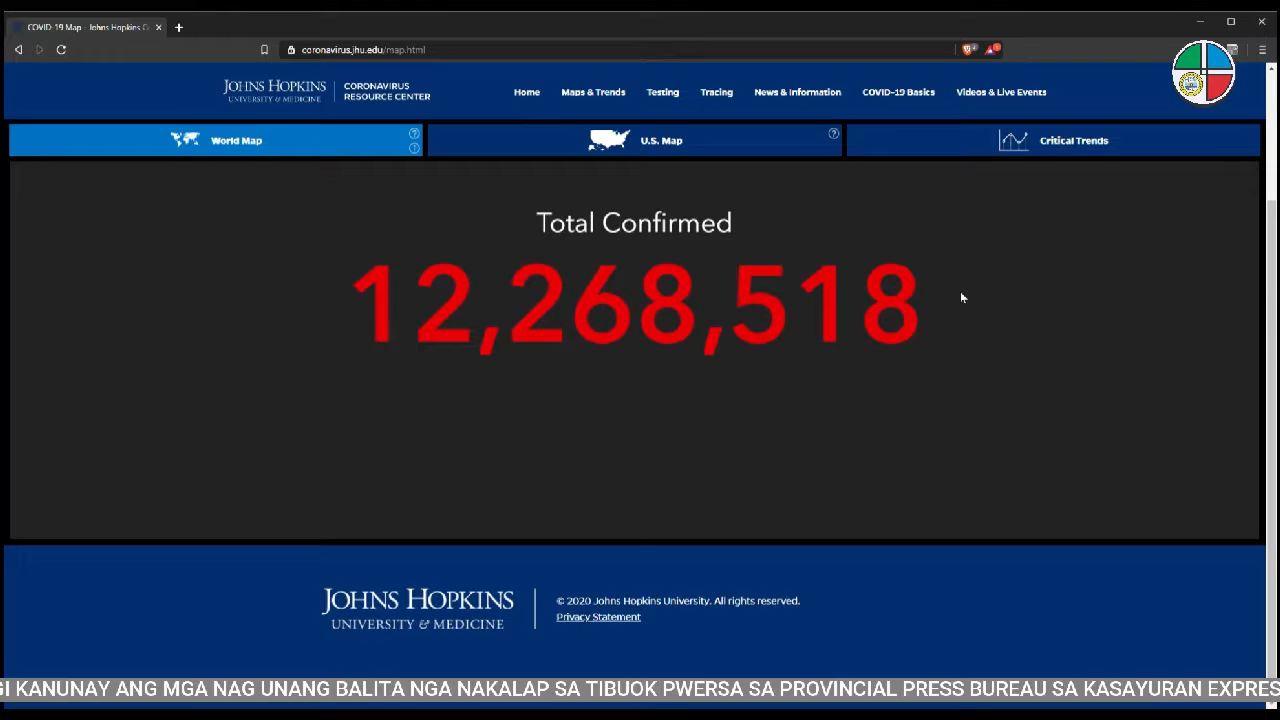 COVID-19 Map - Johns Hopkins Co
coronavirus.jhu.edu/map.html
JOHNS HOPKINS
UNIVERSITY & MEDICINE
CORONAVIRUS
RESOURCE CENTER
Home
Maps & Trends
Testing
Tracing
News & Information
COVID-19 Basics
Videos & Live Events
World Map
U.S. Map
Critical Trends
Total Confirmed
12,268,518
JOHNS HOPKINS
UNIVERSITY & MEDICINE
© 2020 Johns Hopkins University. All rights reserved.
Privacy Statement
GI KANUNAY ANG MGA NAG UNANG BALITA NGA NAKALAP SA TIBUOK PWERSA SA PROVINCIAL PRESS BUREAU SA KASAYURAN EXPRES